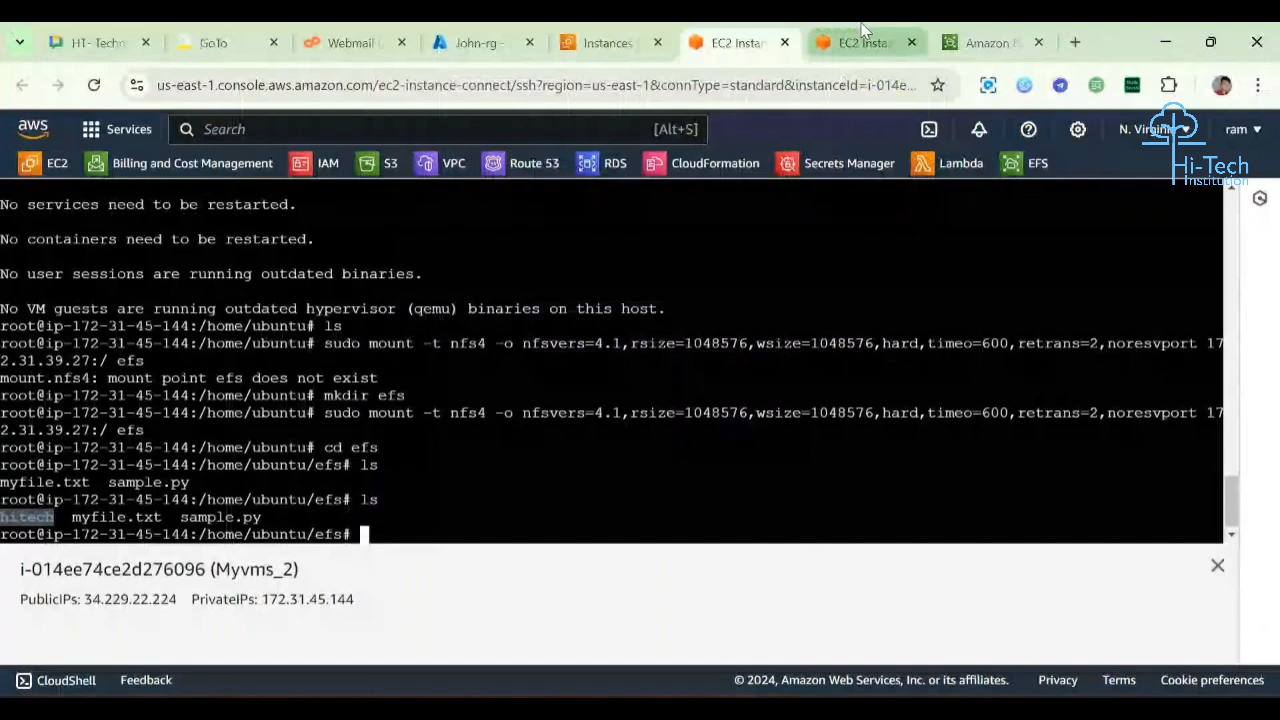 HT- Techn
GoTo
Webmail
John-rg -
Instances
EC2 Instan
EC2 Instan
Amazon E
us-east-1.console.aws.amazon.com/ec2-instance-connect/ssh?region=us-east-1&connType=standard&instanceId=i-014e...
aws
Services
Search
[Alt+S]
N. Virginia
ram
EC2
Billing and Cost Management
IAM
S3
VPC
Route 53
RDS
CloudFormation
Secrets Manager
Lambda
EFS
Hi-Tech
Institution
No services need to be restarted.
No containers need to be restarted.
No user sessions are running outdated binaries.
No VM guests are running outdated hypervisor (qemu) binaries on this host.
root@ip-172-31-45-144:/home/ubuntu# ls
root@ip-172-31-45-144:/home/ubuntu# sudo mount -t nfs4 -o nfsvers=4.1,rsize=1048576,wsize=1048576,hard,timeo=600,retrans=2,noresvport 17
2.31.39.27:/ efs
mount.nfs4: mount point efs does not exist
root@ip-172-31-45-144:/home/ubuntu# mkdir efs
root@ip-172-31-45-144:/home/ubuntu# sudo mount -t nfs4 -o nfsvers=4.1,rsize=1048576,wsize=1048576,hard,timeo=600,retrans=2,noresvport 17
2.31.39.27:/ efs
root@ip-172-31-45-144:/home/ubuntu# cd efs
root@ip-172-31-45-144:/home/ubuntu/efs# ls
myfile.txt sample.py
root@ip-172-31-45-144:/home/ubuntu/efs# ls
hitech myfile.txt sample.py
root@ip-172-31-45-144:/home/ubuntu/efs#
i-014ee74ce2d276096 (Myvms_2)
PublicIPs: 34.229.22.224 PrivateIPs: 172.31.45.144
CloudShell
Feedback
© 2024, Amazon Web Services, Inc. or its affiliates.
Privacy
Terms
Cookie preferences